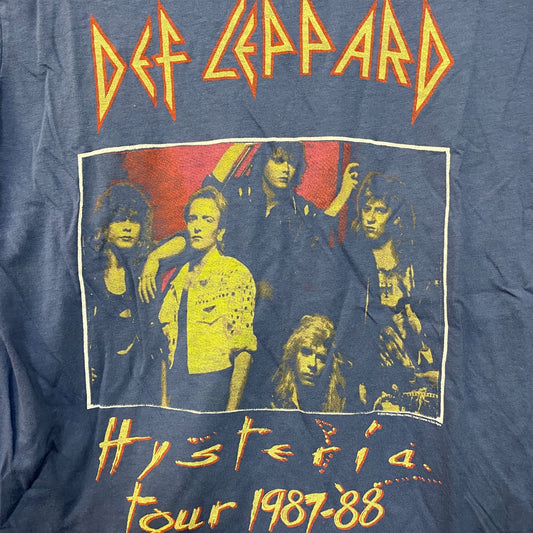 DEF LEPPARD
Hysteria
tour 1987-'88